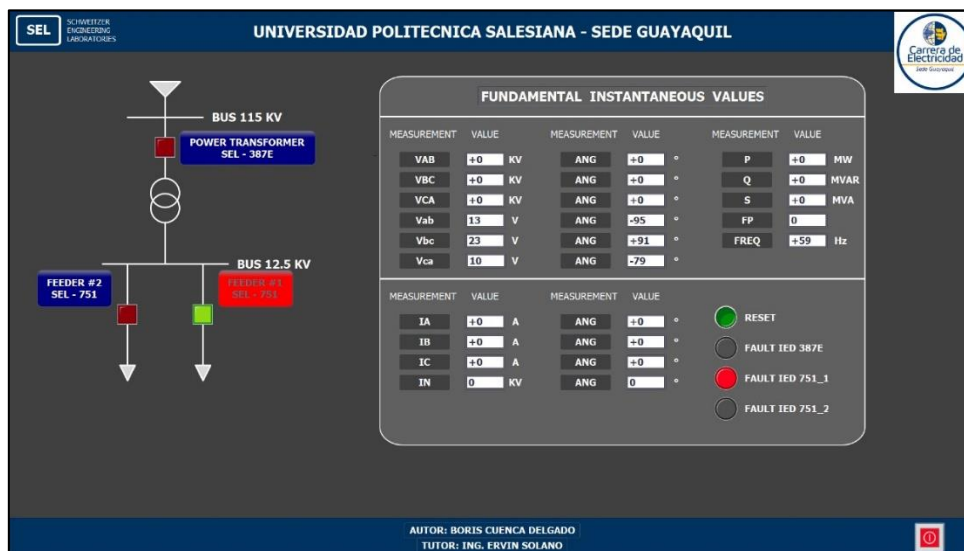 SEL SCHWEITZER
ENGINEERING
LABORATORIES
UNIVERSIDAD POLITECNICA SALESIANA - SEDE GUAYAQUIL
Carrera de
Electricidad
Sede Guayaquil
BUS 115 KV
POWER TRANSFORMER
SEL - 387E
BUS 12.5 KV
FEEDER #2
SEL - 751
FEEDER #1
SEL - 751
FUNDAMENTAL INSTANTANEOUS VALUES
MEASUREMENT VALUE MEASUREMENT VALUE MEASUREMENT VALUE
VAB +0 KV ANG +0 ° P +0 MW
VBC +0 KV ANG +0 ° Q +0 MVAR
VCA +0 KV ANG +0 ° S +0 MVA
Vab 13 V ANG -95 ° FP 0
Vbc 23 V ANG +91 ° FREQ +59 Hz
Vca 10 V ANG -79 °
MEASUREMENT VALUE MEASUREMENT VALUE
IA +0 A ANG +0 °
IB +0 A ANG +0 °
IC +0 A ANG +0 °
IN 0 KV ANG 0 °
RESET
FAULT IED 387E
FAULT IED 751_1
FAULT IED 751_2
AUTOR: BORIS CUENCA DELGADO
TUTOR: ING. ERVIN SOLANO